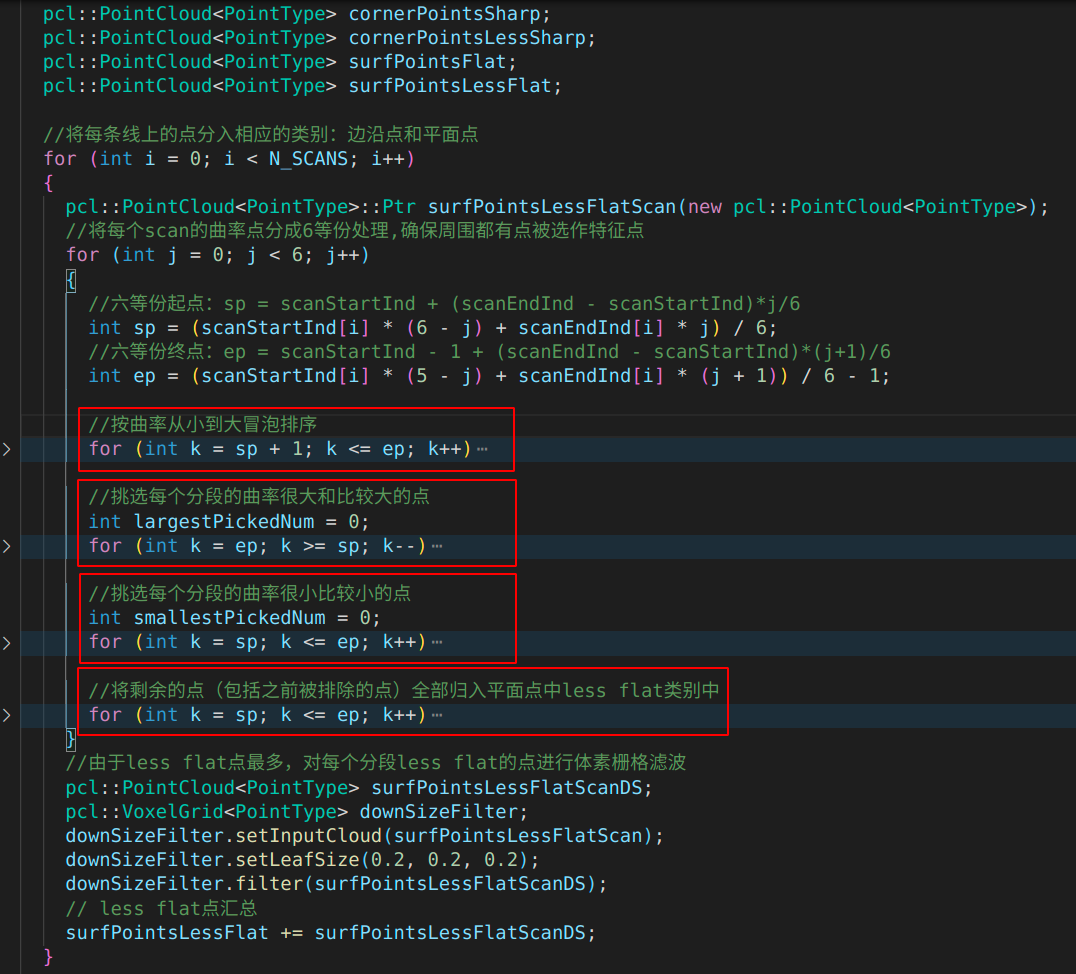 pcl::PointCloud<PointType> cornerPointsSharp;
pcl::PointCloud<PointType> cornerPointsLessSharp;
pcl::PointCloud<PointType> surfPointsFlat;
pcl::PointCloud<PointType> surfPointsLessFlat;
//将每条线上的点分入相应的类别：边沿点和平面点
for (int i = 0; i < N_SCANS; i++)
{
pcl::PointCloud<PointType>::Ptr surfPointsLessFlatScan(new pcl::PointCloud<PointType>);
//将每个scan的曲率点分成6等份处理,确保周围都有点被选作特征点
for (int j = 0; j < 6; j++)
{
//六等份起点：sp = scanStartInd + (scanEndInd - scanStartInd)*j/6
int sp = (scanStartInd[i] * (6 - j) + scanEndInd[i] * j) / 6;
//六等份终点：ep = scanStartInd - 1 + (scanEndInd - scanStartInd)*(j+1)/6
int ep = (scanStartInd[i] * (5 - j) + scanEndInd[i] * (j + 1)) / 6 - 1;
//按曲率从小到大冒泡排序
for (int k = sp + 1; k <= ep; k++)⋯
//挑选每个分段的曲率很大和比较大的点
int largestPickedNum = 0;
for (int k = ep; k >= sp; k--)⋯
//挑选每个分段的曲率很小比较小的点
int smallestPickedNum = 0;
for (int k = sp; k <= ep; k++)⋯
//将剩余的点（包括之前被排除的点）全部归入平面点中less flat类别中
for (int k = sp; k <= ep; k++)⋯
}
//由于less flat点最多，对每个分段less flat的点进行体素栅格滤波
pcl::PointCloud<PointType> surfPointsLessFlatScanDS;
pcl::VoxelGrid<PointType> downSizeFilter;
downSizeFilter.setInputCloud(surfPointsLessFlatScan);
downSizeFilter.setLeafSize(0.2, 0.2, 0.2);
downSizeFilter.filter(surfPointsLessFlatScanDS);
// less flat点汇总
surfPointsLessFlat += surfPointsLessFlatScanDS;
}